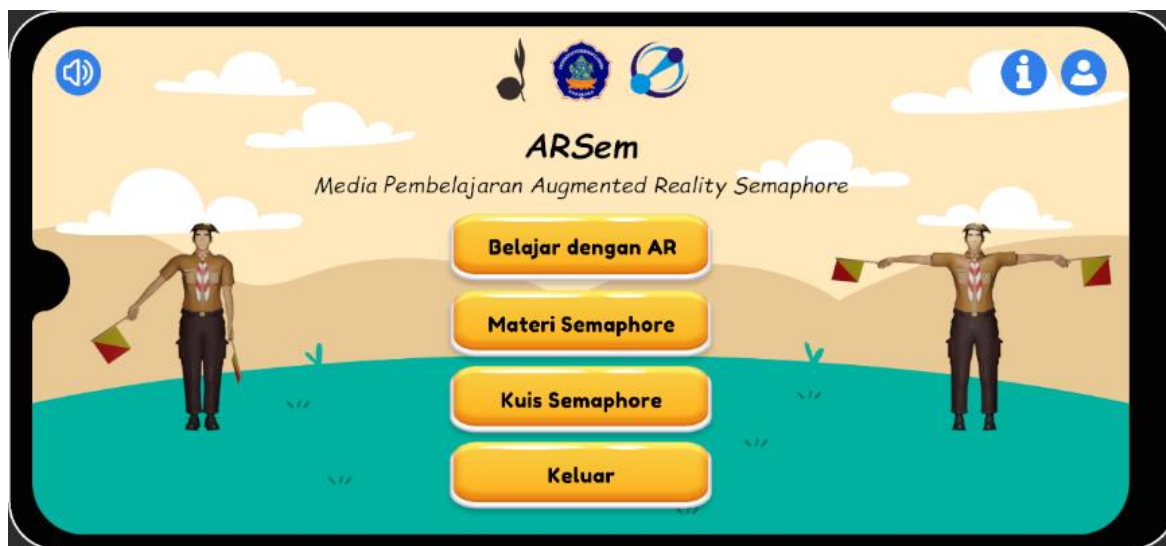 ARSem
Media Pembelajaran Augmented Reality Semaphore
Belajar dengan AR
Materi Semaphore
Kuis Semaphore
Keluar